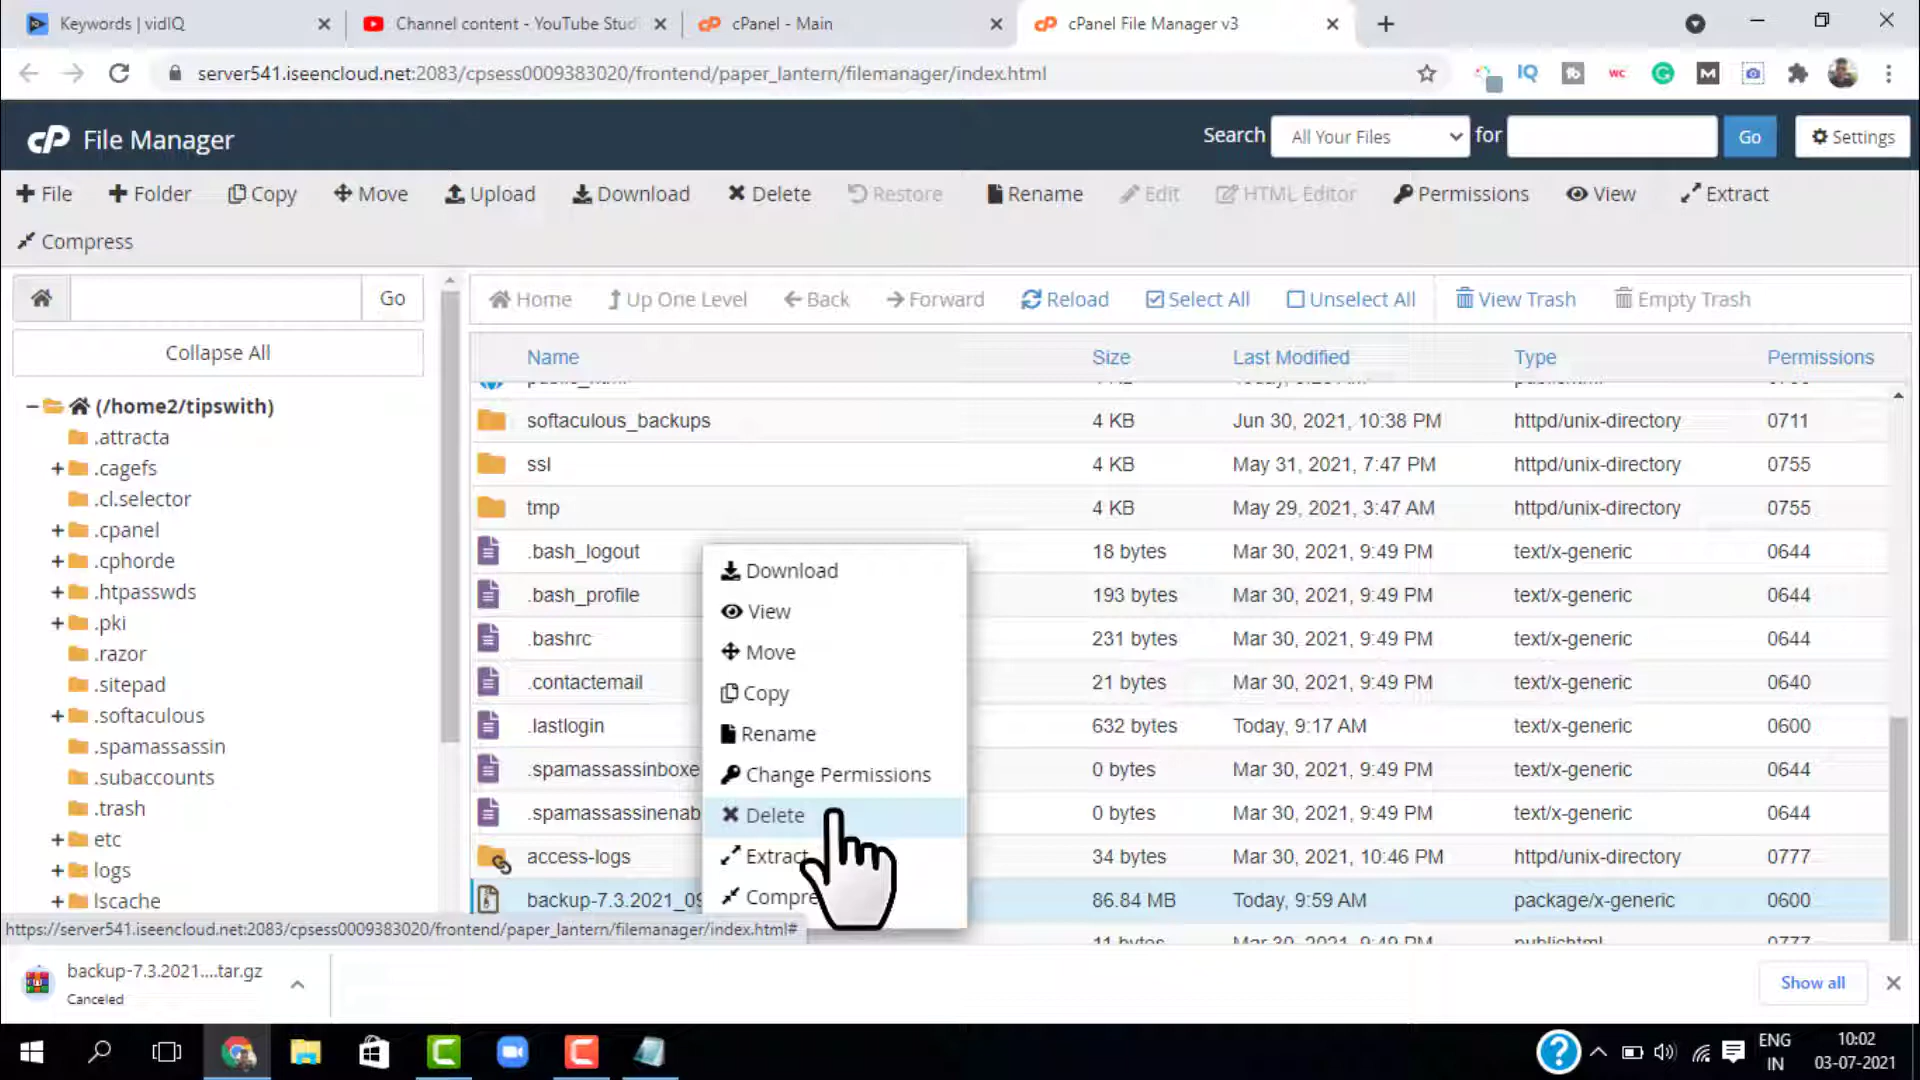 Keywords | vidIQ
Channel content - YouTube Stud
cPanel - Main
cPanel File Manager v3
server541.iseencloud.net:2083/cpsess0009383020/frontend/paper_lantern/filemanager/index.html
cP File Manager
Search All Your Files for Go Settings
File Folder Copy Move Upload Download Delete Restore Rename Edit HTML Editor Permissions View Extract
Compress
Go
Home Up One Level Back Forward Reload Select All Unselect All View Trash Empty Trash
Collapse All
(/home2/tipswith)
.attracta
.cagefs
.cl.selector
.cpanel
.cphorde
.htpasswds
.pki
.razor
.sitepad
.softaculous
.spamassassin
.subaccounts
.trash
etc
logs
lscache
Name Size Last Modified Type Permissions
softaculous_backups 4 KB Jun 30, 2021, 10:38 PM httpd/unix-directory 0711
ssl 4 KB May 31, 2021, 7:47 PM httpd/unix-directory 0755
tmp 4 KB May 29, 2021, 3:47 AM httpd/unix-directory 0755
.bash_logout 18 bytes Mar 30, 2021, 9:49 PM text/x-generic 0644
.bash_profile 193 bytes Mar 30, 2021, 9:49 PM text/x-generic 0644
.bashrc 231 bytes Mar 30, 2021, 9:49 PM text/x-generic 0644
.contactemail 21 bytes Mar 30, 2021, 9:49 PM text/x-generic 0640
.lastlogin 632 bytes Today, 9:17 AM text/x-generic 0600
.spamassassinboxe 0 bytes Mar 30, 2021, 9:49 PM text/x-generic 0644
.spamassassinenab 0 bytes Mar 30, 2021, 9:49 PM text/x-generic 0644
access-logs 34 bytes Mar 30, 2021, 10:46 PM httpd/unix-directory 0777
backup-7.3.2021_09 86.84 MB Today, 9:59 AM package/x-generic 0600
Download
View
Move
Copy
Rename
Change Permissions
Delete
Extract
Compre
https://server541.iseencloud.net:2083/cpsess0009383020/frontend/paper_lantern/filemanager/index.html#
backup-7.3.2021....tar.gz
Canceled
Show all
ENG
IN
10:02
03-07-2021